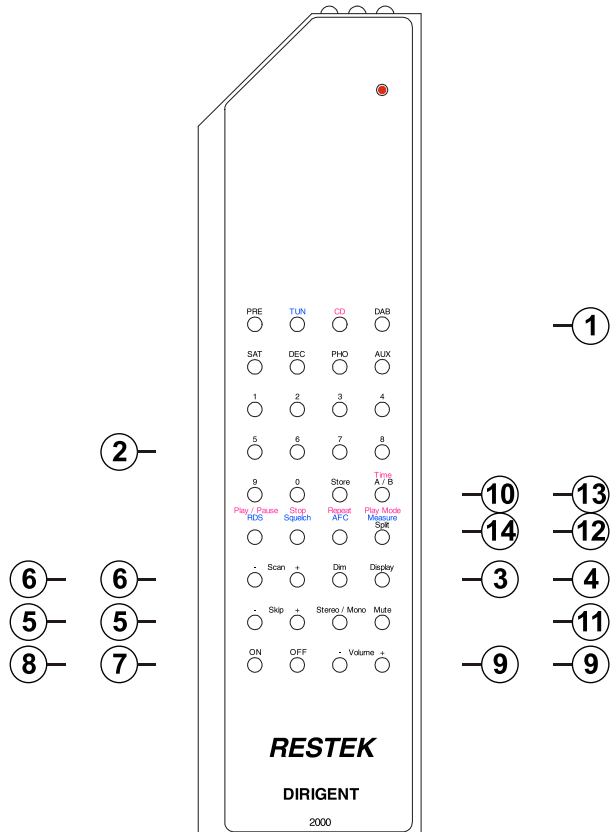 PRE TUN CD DAB
1
SAT DEC PHO AUX
1 2 3 4
2
5 6 7 8
Time
9 0 Store A / B
10 13
Play / Pause Stop Repeat Play Mode
RDS Squelch AFC Measure
Split
14 12
- Scan + Dim Display
6 6 3 4
- Skip + Stereo / Mono Mute
5 5 11
ON OFF - Volume +
8 7 9 9
RESTEK
DIRIGENT
2000